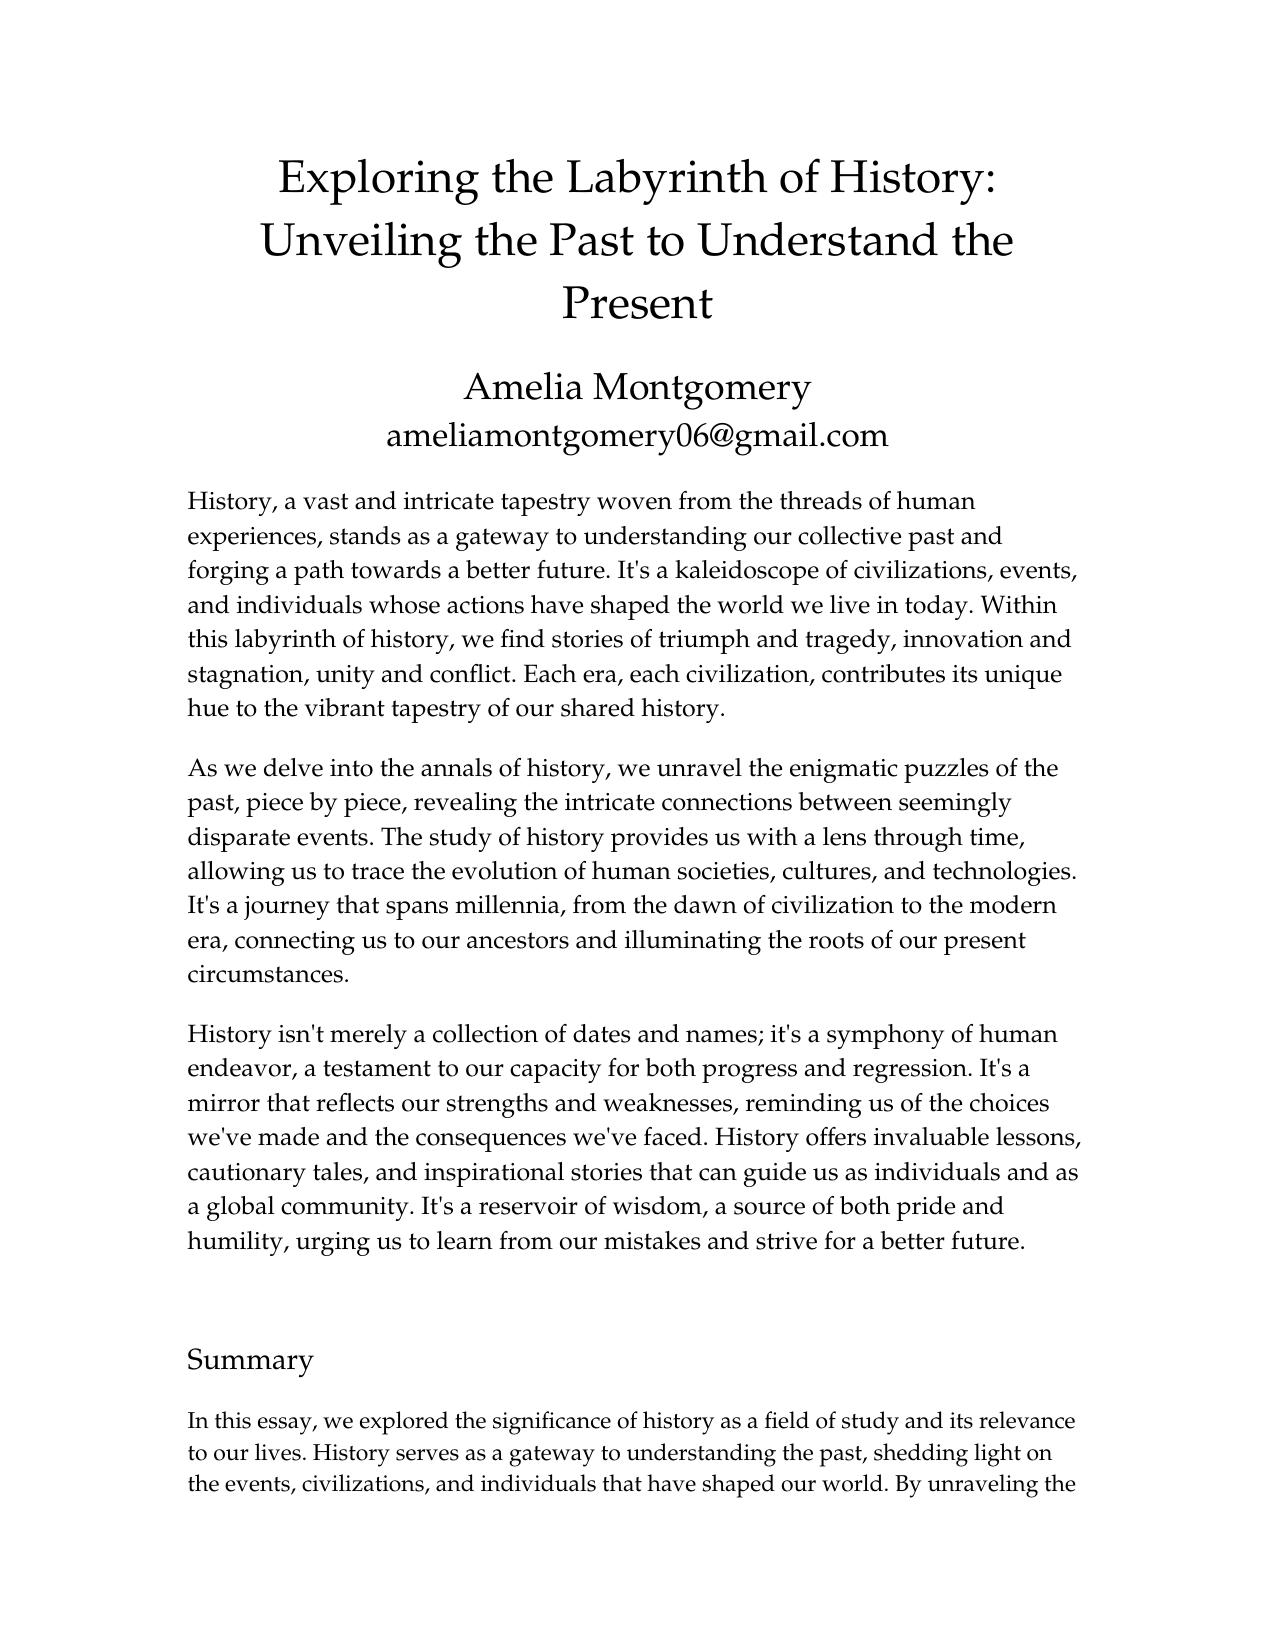 Exploring the Labyrinth of History:
Unveiling the Past to Understand the
Present
Amelia Montgomery
ameliamontgomery06@gmail.com
History, a vast and intricate tapestry woven from the threads of human
experiences, stands as a gateway to understanding our collective past and
forging a path towards a better future. It's a kaleidoscope of civilizations, events,
and individuals whose actions have shaped the world we live in today. Within
this labyrinth of history, we find stories of triumph and tragedy, innovation and
stagnation, unity and conflict. Each era, each civilization, contributes its unique
hue to the vibrant tapestry of our shared history.
As we delve into the annals of history, we unravel the enigmatic puzzles of the
past, piece by piece, revealing the intricate connections between seemingly
disparate events. The study of history provides us with a lens through time,
allowing us to trace the evolution of human societies, cultures, and technologies.
It's a journey that spans millennia, from the dawn of civilization to the modern
era, connecting us to our ancestors and illuminating the roots of our present
circumstances.
History isn't merely a collection of dates and names; it's a symphony of human
endeavor, a testament to our capacity for both progress and regression. It's a
mirror that reflects our strengths and weaknesses, reminding us of the choices
we've made and the consequences we've faced. History offers invaluable lessons,
cautionary tales, and inspirational stories that can guide us as individuals and as
a global community. It's a reservoir of wisdom, a source of both pride and
humility, urging us to learn from our mistakes and strive for a better future.
Summary
In this essay, we explored the significance of history as a field of study and its relevance
to our lives. History serves as a gateway to understanding the past, shedding light on
the events, civilizations, and individuals that have shaped our world. By unraveling the